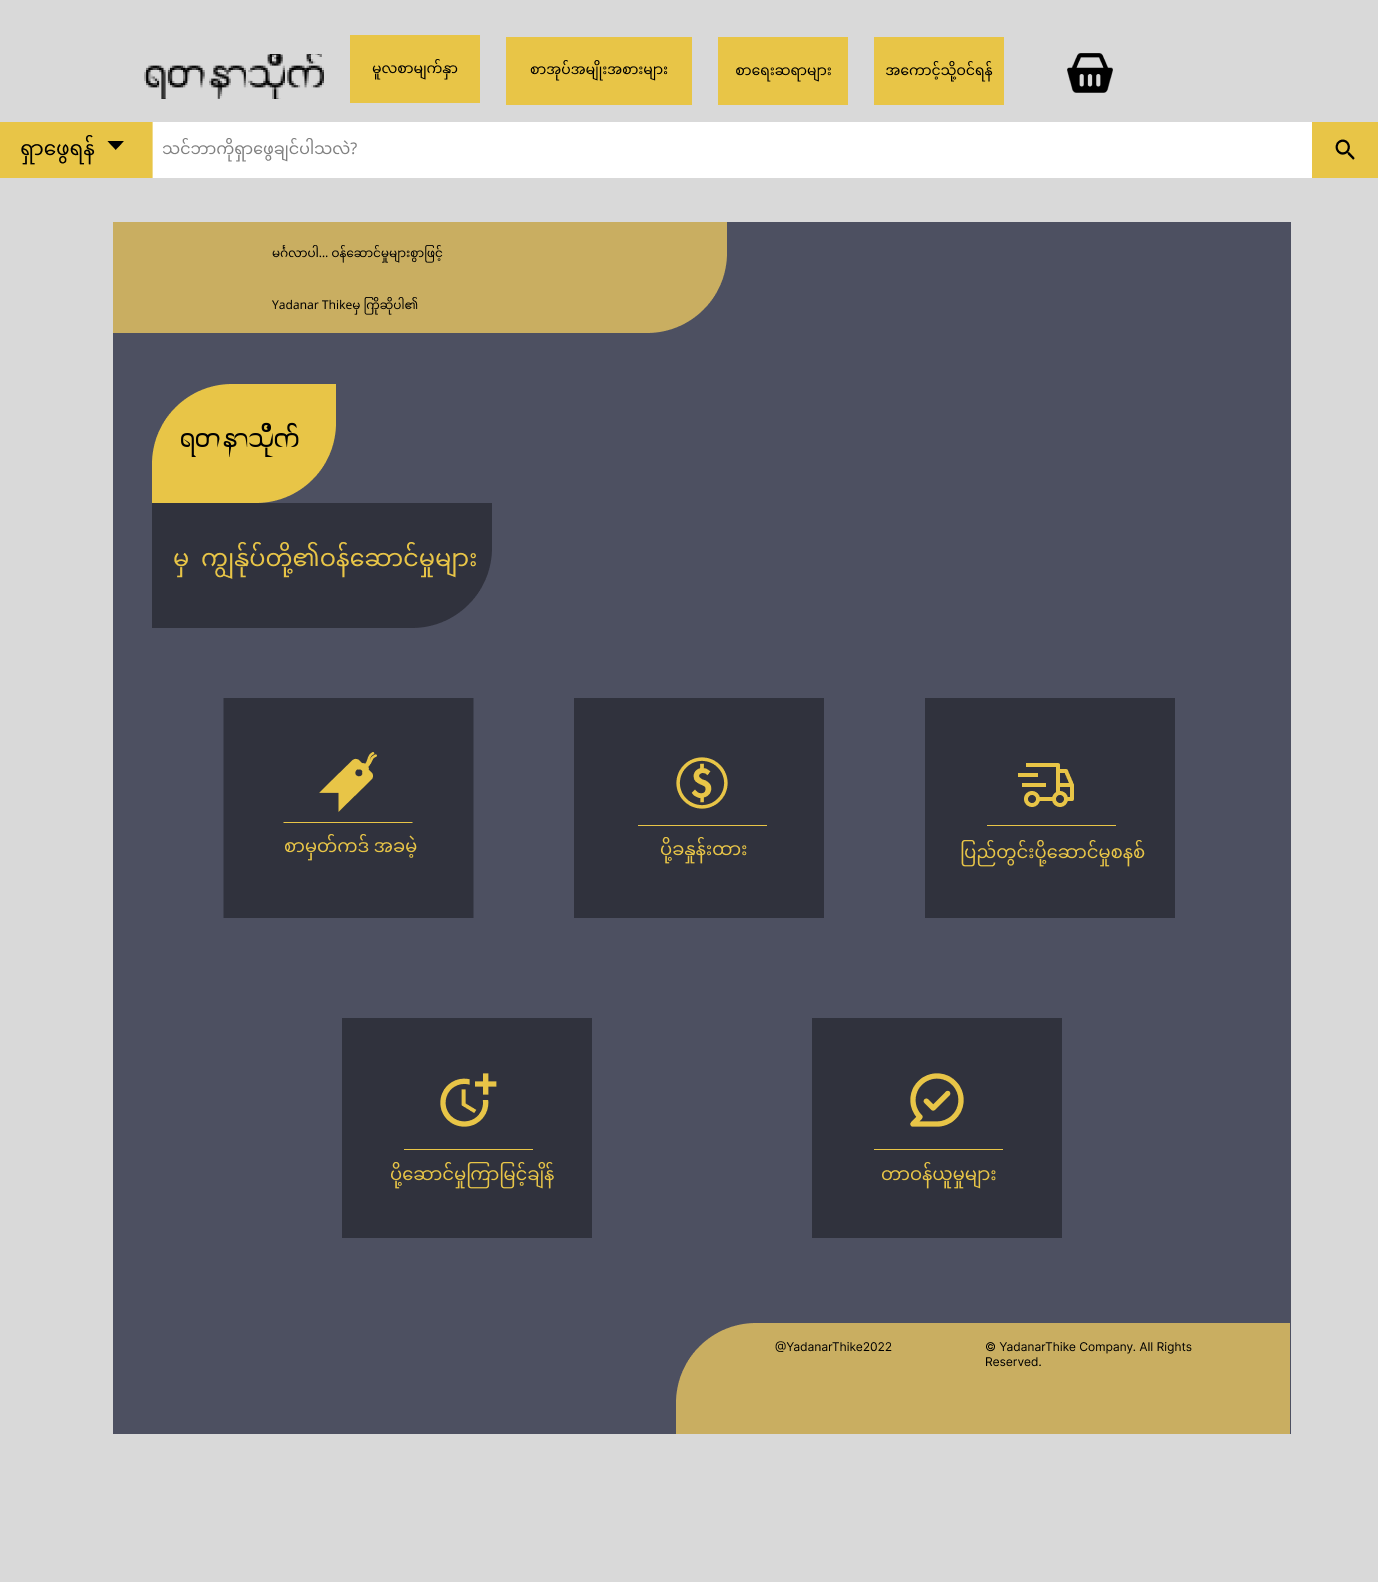 ရတနာသိုက်
မူလစာမျက်နှာ
စာအုပ်အမျိုးအစားများ
စာရေးဆရာများ
အကောင့်သို့ဝင်ရန်
ရှာဖွေရန်
သင်ဘာကိုရှာဖွေချင်ပါသလဲ?
မင်္ဂလာပါ... ဝန်ဆောင်မှုများစွာဖြင့်
Yadanar Thikeမှ ကြိုဆိုပါ၏
ရတနာသိုက်
မှ ကျွန်ုပ်တို့၏ဝန်ဆောင်မှုများ
စာမှတ်ကဒ် အခမဲ့
ပို့ခနှုန်းထား
ပြည်တွင်းပို့ဆောင်မှုစနစ်
ပို့ဆောင်မှုကြာမြင့်ချိန်
တာဝန်ယူမှုများ
@YadanarThike2022
© YadanarThike Company. All Rights
Reserved.